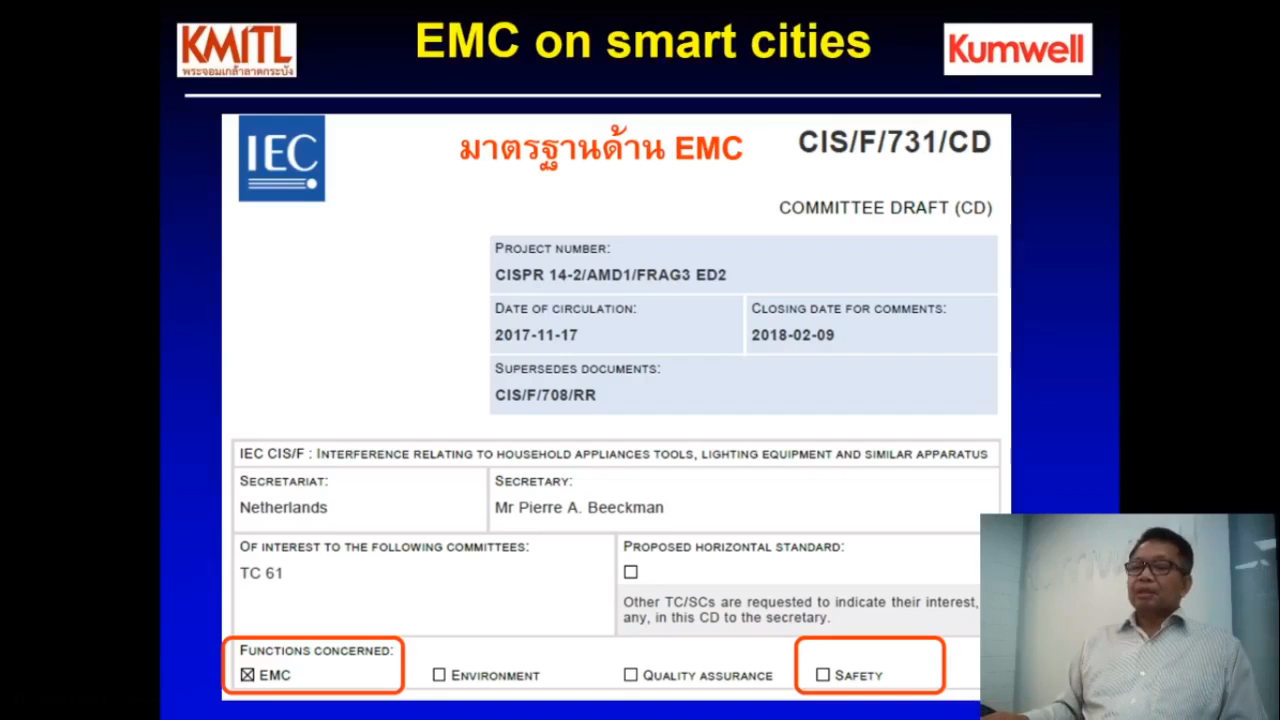 KMITL
พระจอมเกล้าลาดกระบัง
EMC on smart cities
Kumwell
IEC
มาตรฐานด้าน EMC
CIS/F/731/CD
COMMITTEE DRAFT (CD)
PROJECT NUMBER:
CISPR 14-2/AMD1/FRAG3 ED2
DATE OF CIRCULATION:
CLOSING DATE FOR COMMENTS:
2017-11-17
2018-02-09
SUPERSEDES DOCUMENTS:
CIS/F/708/RR
IEC CIS/F : INTERFERENCE RELATING TO HOUSEHOLD APPLIANCES TOOLS, LIGHTING EQUIPMENT AND SIMILAR APPARATUS
SECRETARIAT:
SECRETARY:
Netherlands
Mr Pierre A. Beeckman
OF INTEREST TO THE FOLLOWING COMMITTEES:
PROPOSED HORIZONTAL STANDARD:
TC 61
☐
Other TC/SCs are requested to indicate their interest,
any, in this CD to the secretary.
FUNCTIONS CONCERNED:
☒ EMC
☐ ENVIRONMENT
☐ QUALITY ASSURANCE
☐ SAFETY